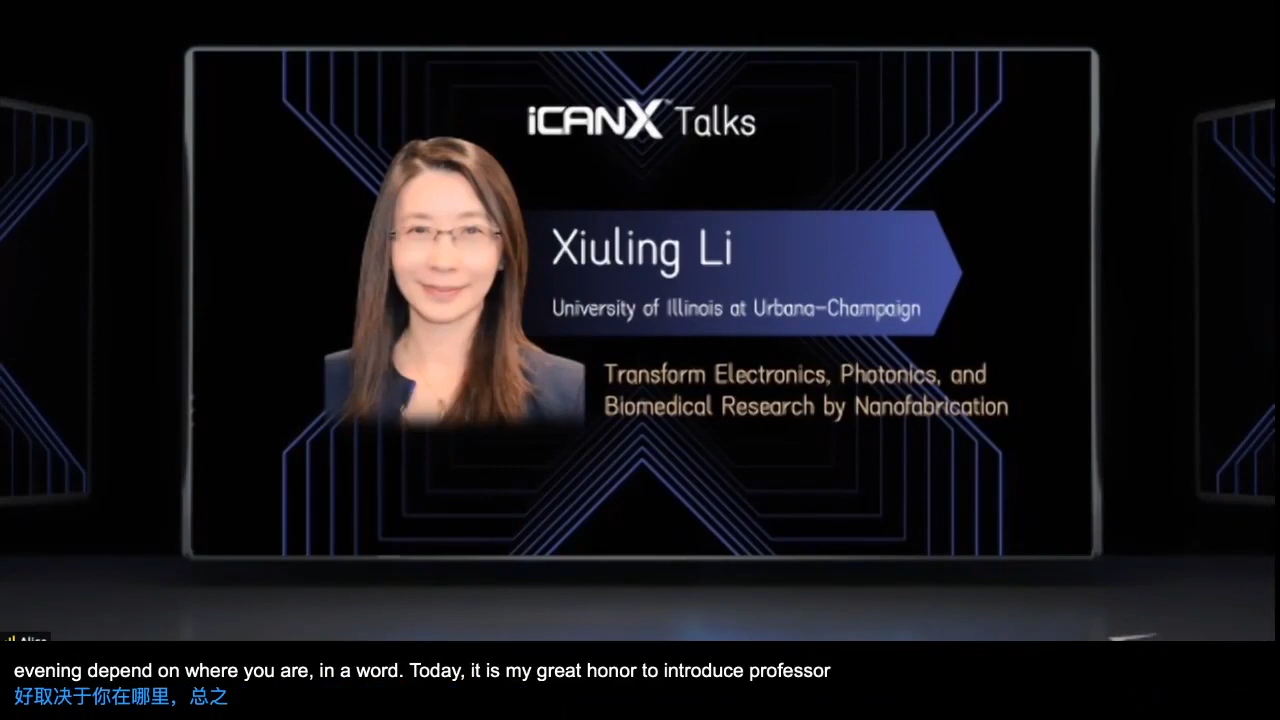 iCANX™ Talks
Xiuling Li
University of Illinois at Urbana-Champaign
Transform Electronics, Photonics, and
Biomedical Research by Nanofabrication
evening depend on where you are, in a word. Today, it is my great honor to introduce professor
好取决于你在哪里，总之